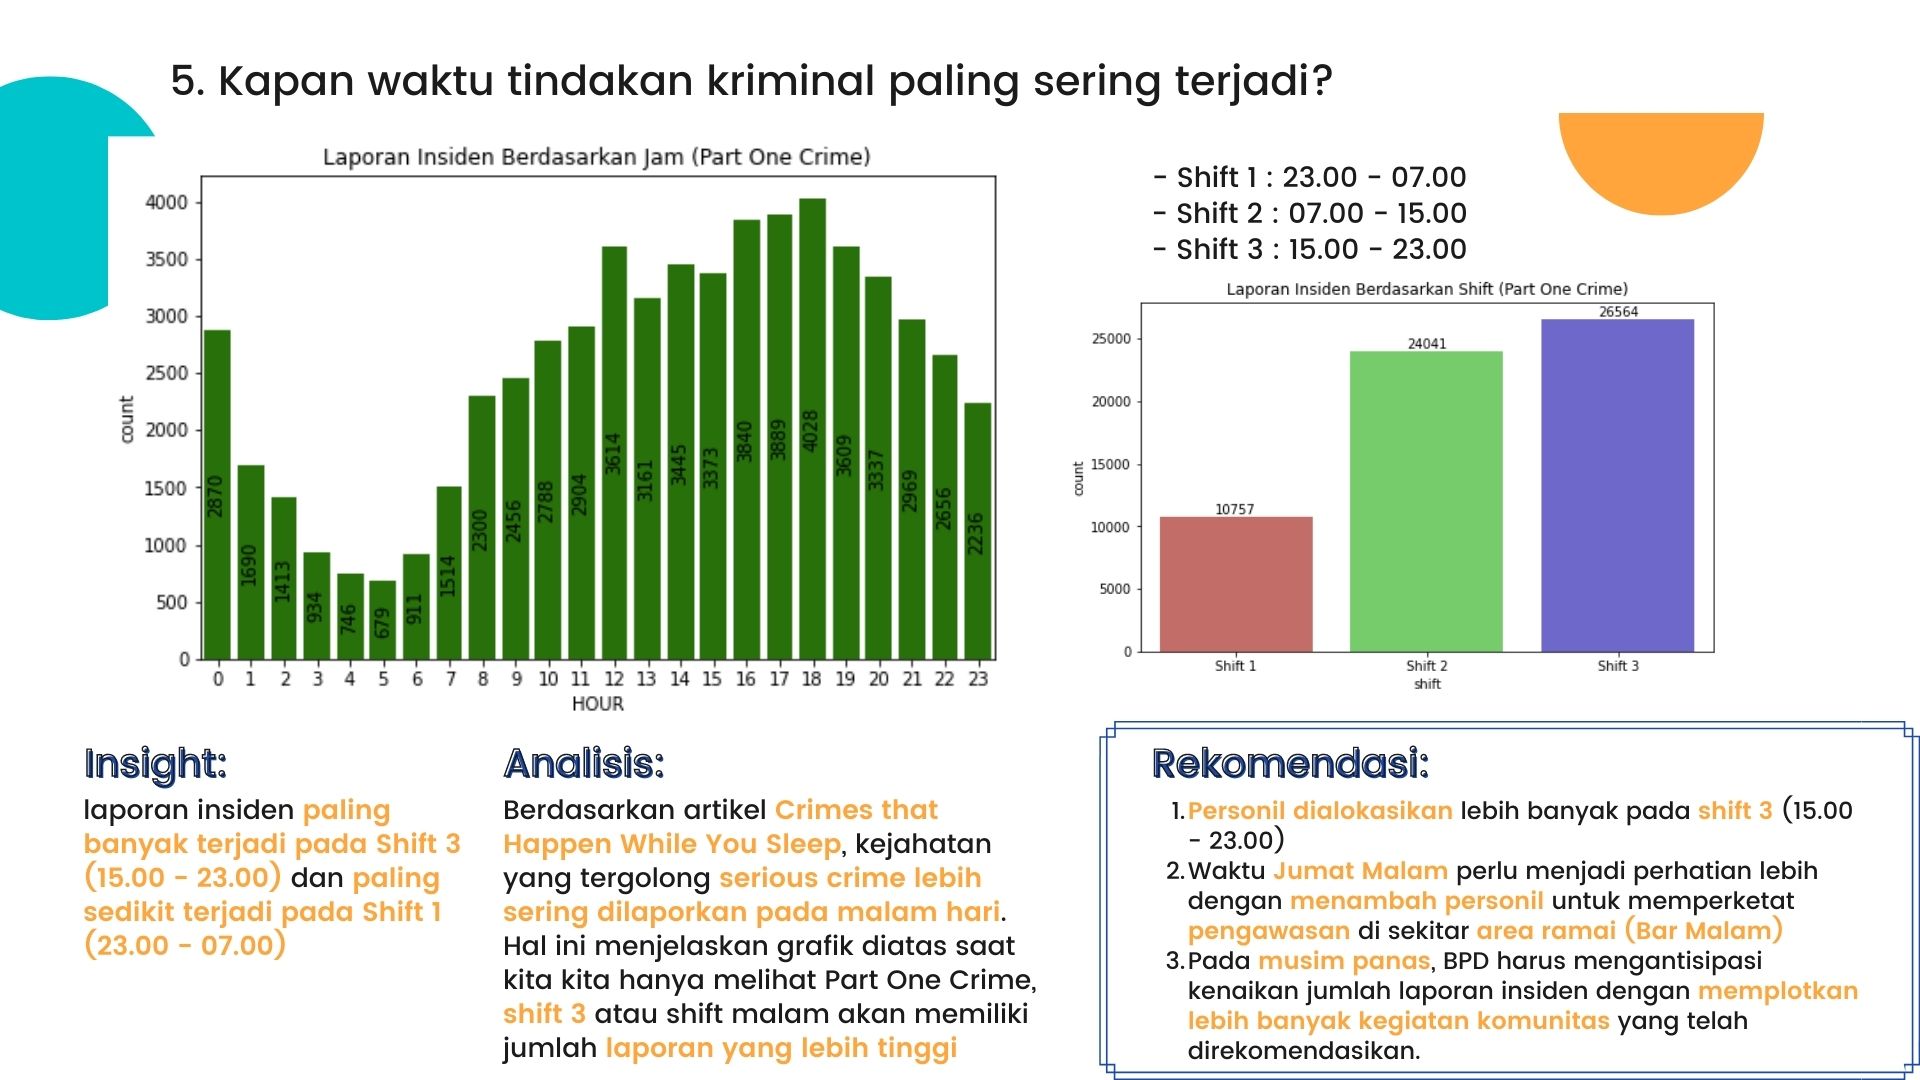 5. Kapan waktu tindakan kriminal paling sering terjadi?
Laporan Insiden Berdasarkan Jam (Part One Crime)
4000
3500
3000
2500
2000
1500
1000
500
0
count
2870
1690
1413
934
746
679
911
1514
2300
2456
2788
2904
3614
3161
3445
3373
3840
3889
4028
3609
3337
2969
2656
2236
0 1 2 3 4 5 6 7 8 9 10 11 12 13 14 15 16 17 18 19 20 21 22 23
HOUR
- Shift 1 : 23.00 - 07.00
- Shift 2 : 07.00 - 15.00
- Shift 3 : 15.00 - 23.00
Laporan Insiden Berdasarkan Shift (Part One Crime)
25000
20000
15000
10000
5000
0
count
10757
24041
26564
Shift 1 Shift 2 Shift 3
shift
Insight:
laporan insiden paling
banyak terjadi pada Shift 3
(15.00 - 23.00) dan paling
sedikit terjadi pada Shift 1
(23.00 - 07.00)
Analisis:
Berdasarkan artikel Crimes that
Happen While You Sleep, kejahatan
yang tergolong serious crime lebih
sering dilaporkan pada malam hari.
Hal ini menjelaskan grafik diatas saat
kita kita hanya melihat Part One Crime,
shift 3 atau shift malam akan memiliki
jumlah laporan yang lebih tinggi
Rekomendasi:
1. Personil dialokasikan lebih banyak pada shift 3 (15.00
- 23.00)
2. Waktu Jumat Malam perlu menjadi perhatian lebih
dengan menambah personil untuk memperketat
pengawasan di sekitar area ramai (Bar Malam)
3. Pada musim panas, BPD harus mengantisipasi
kenaikan jumlah laporan insiden dengan memplotkan
lebih banyak kegiatan komunitas yang telah
direkomendasikan.